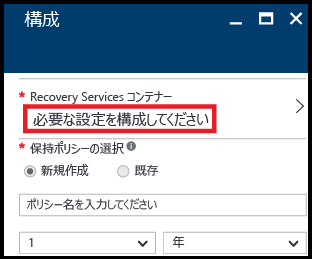 構成
* Recovery Services コンテナー
必要な設定を構成してください
* 保持ポリシーの選択
新規作成 既存
ポリシー名を入力してください
1 年